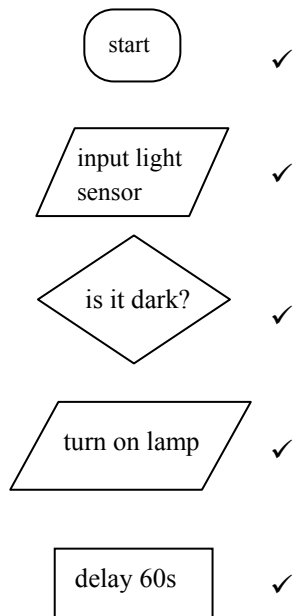 start
✓
input light
sensor
✓
is it dark?
✓
turn on lamp
✓
delay 60s
✓